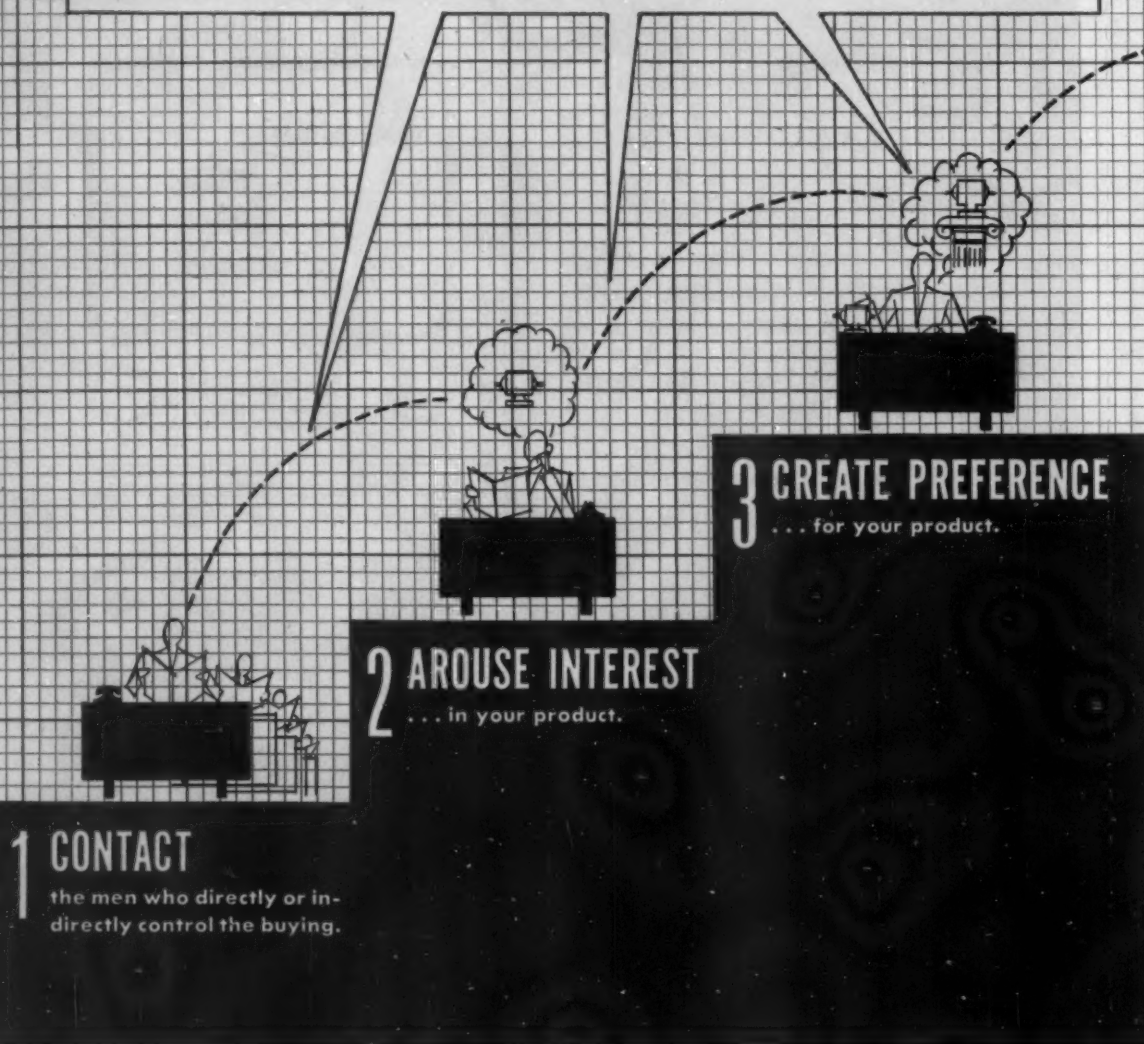 1 CONTACT
the men who directly or in-
directly control the buying.
2 AROUSE INTEREST
...in your product.
3 CREATE PREFERENCE
...for your product.